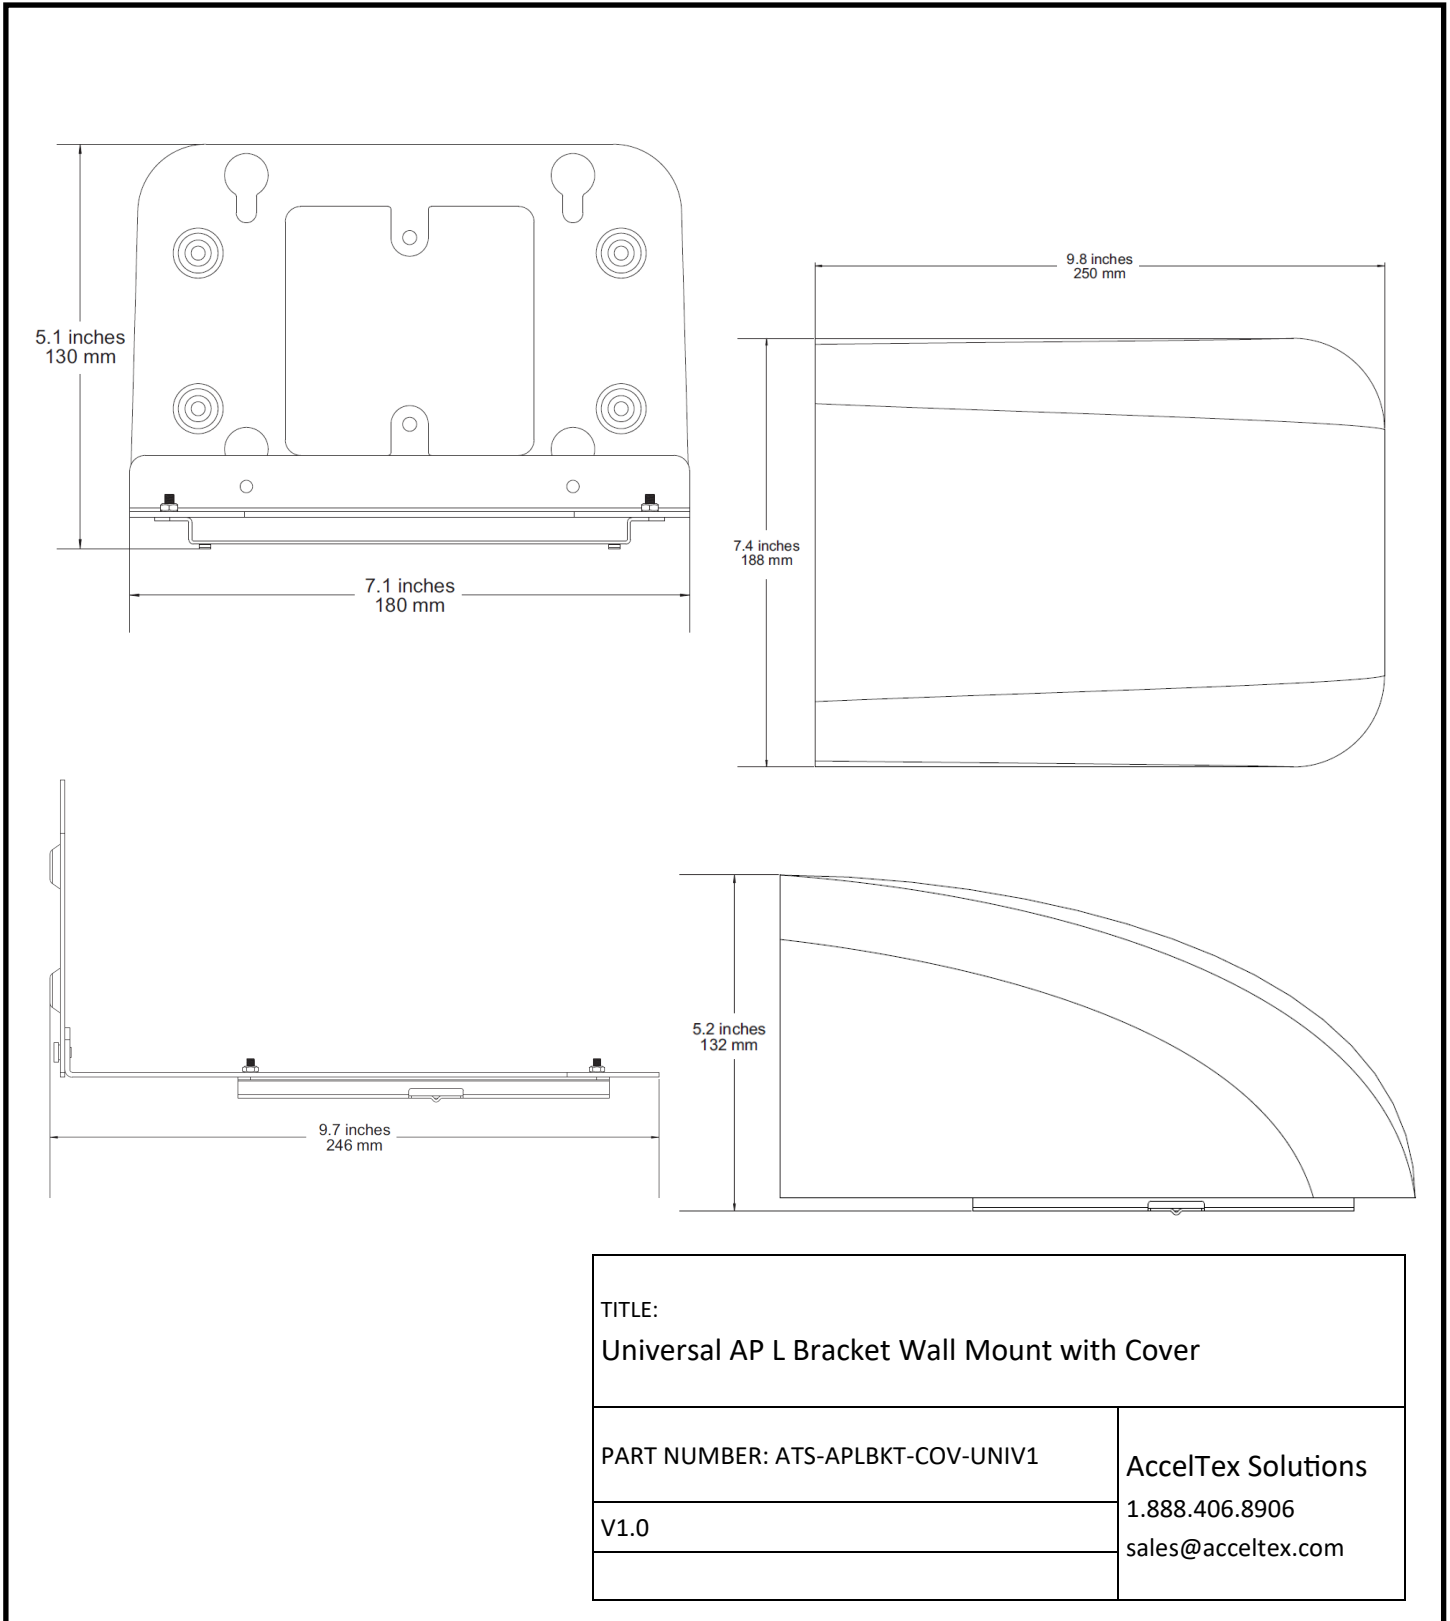 5.1 inches
130 mm
7.1 inches
180 mm
9.8 inches
250 mm
7.4 inches
188 mm
9.7 inches
246 mm
5.2 inches
132 mm
TITLE:
Universal AP L Bracket Wall Mount with Cover
PART NUMBER: ATS-APLBKT-COV-UNIV1
V1.0
AccelTex Solutions
1.888.406.8906
sales@acceltex.com